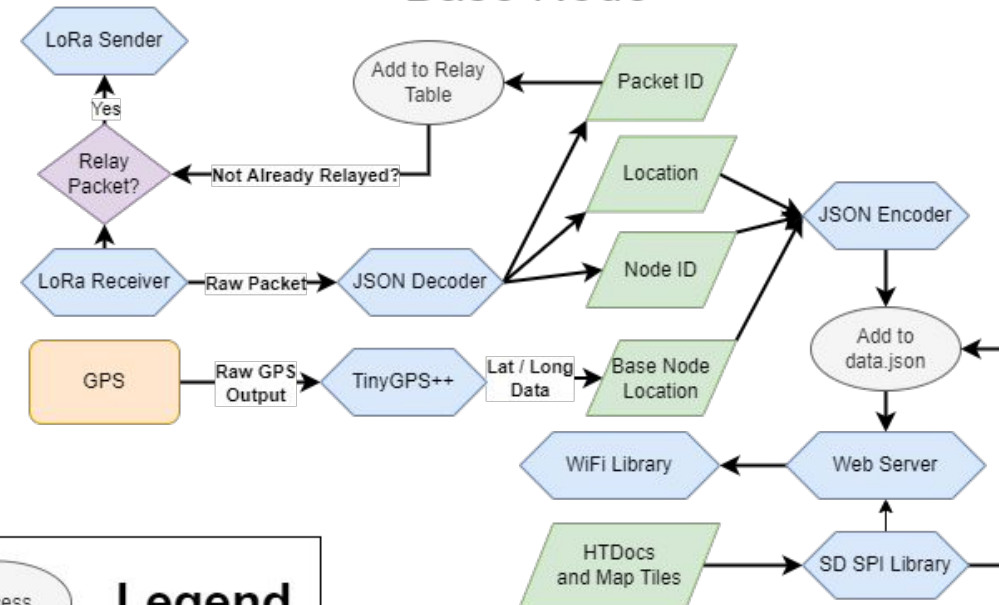 LoRa Sender
Yes
Relay
Packet?
Add to Relay
Table
Not Already Relayed?
Packet ID
Location
Node ID
JSON Encoder
LoRa Receiver
Raw Packet
JSON Decoder
GPS
Raw GPS
Output
TinyGPS++
Lat / Long
Data
Base Node
Location
Add to
data.json
WiFi Library
Web Server
HTDocs
and Map Tiles
SD SPI Library
Legend